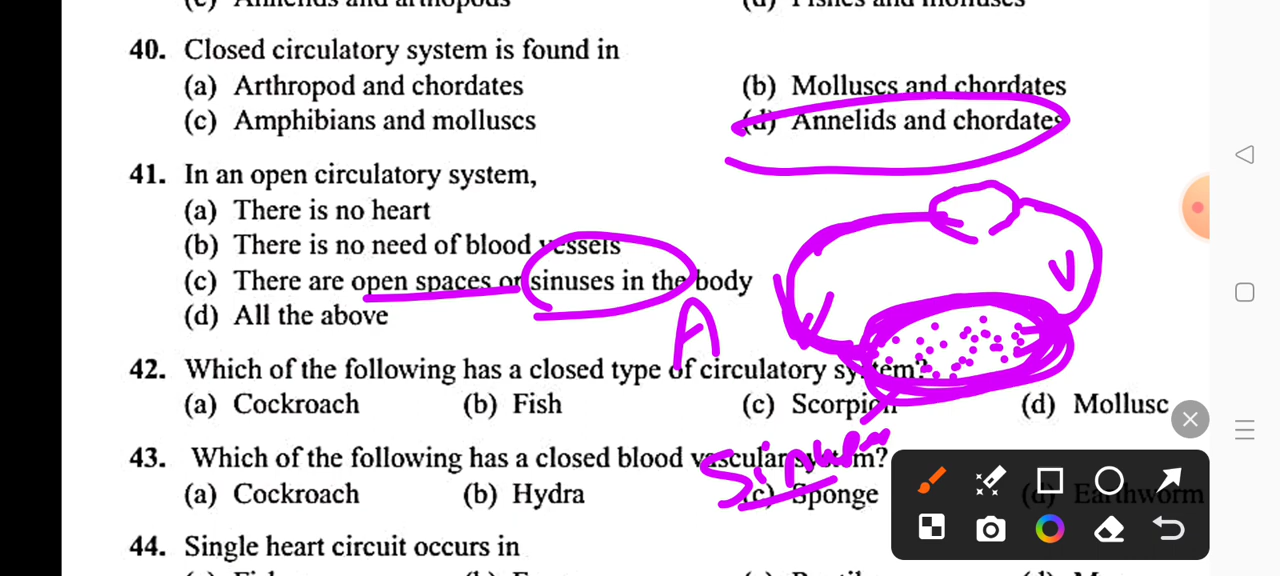 40. Closed circulatory system is found in
(a) Arthropod and chordates (b) Molluscs and chordates
(c) Amphibians and molluscs (d) Annelids and chordates
41. In an open circulatory system,
(a) There is no heart
(b) There is no need of blood vessels
(c) There are open spaces or sinuses in the body
(d) All the above
A
42. Which of the following has a closed type of circulatory system?
(a) Cockroach (b) Fish (c) Scorpion (d) Mollusc
43. Which of the following has a closed blood vascular system?
(a) Cockroach (b) Hydra (c) Sponge (d) Earthworm
44. Single heart circuit occurs in